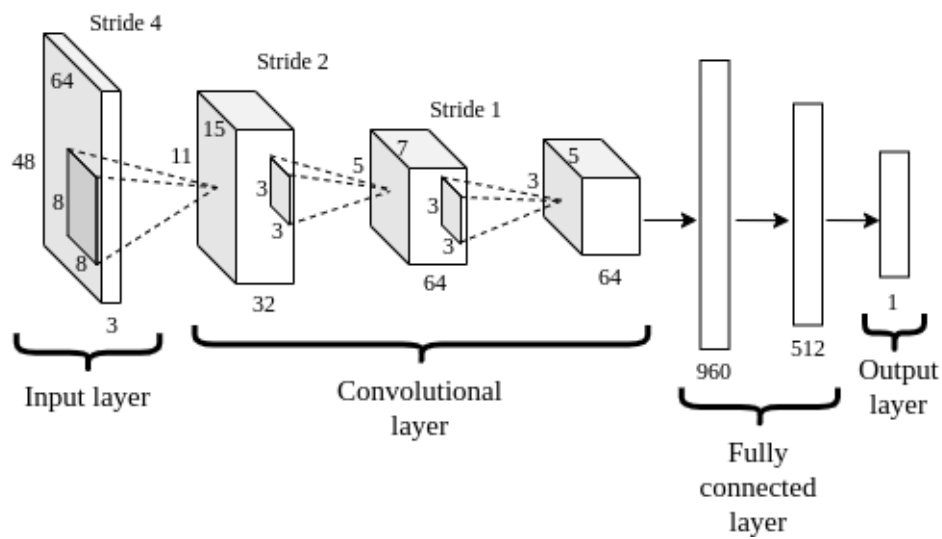 Stride 4
Stride 2
Stride 1
64
48
8
8
3
15
11
3
3
32
7
5
3
3
64
5
3
64
960
512
1
Input layer
Convolutional
layer
Fully
connected
layer
Output
layer